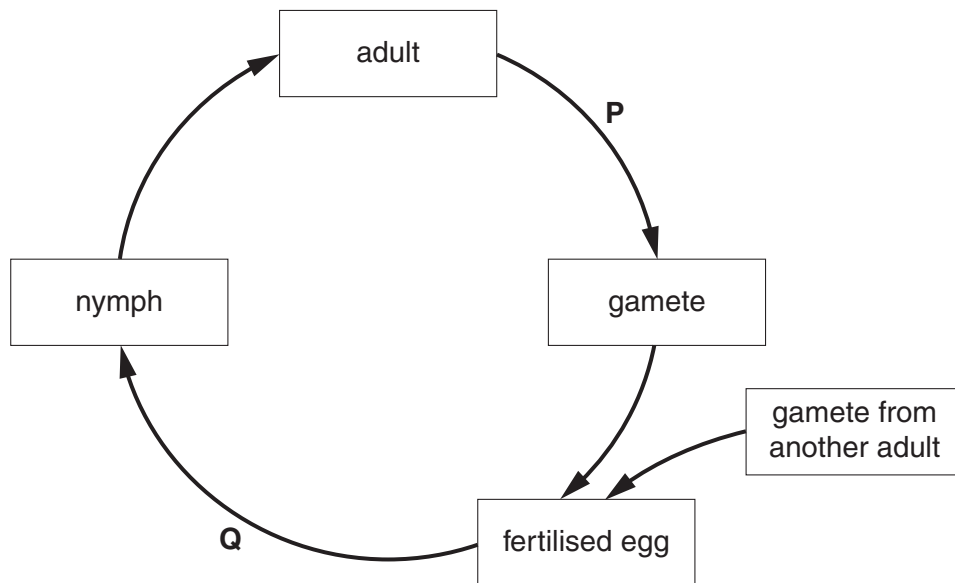 adult
P
nymph
gamete
gamete from
another adult
Q
fertilised egg